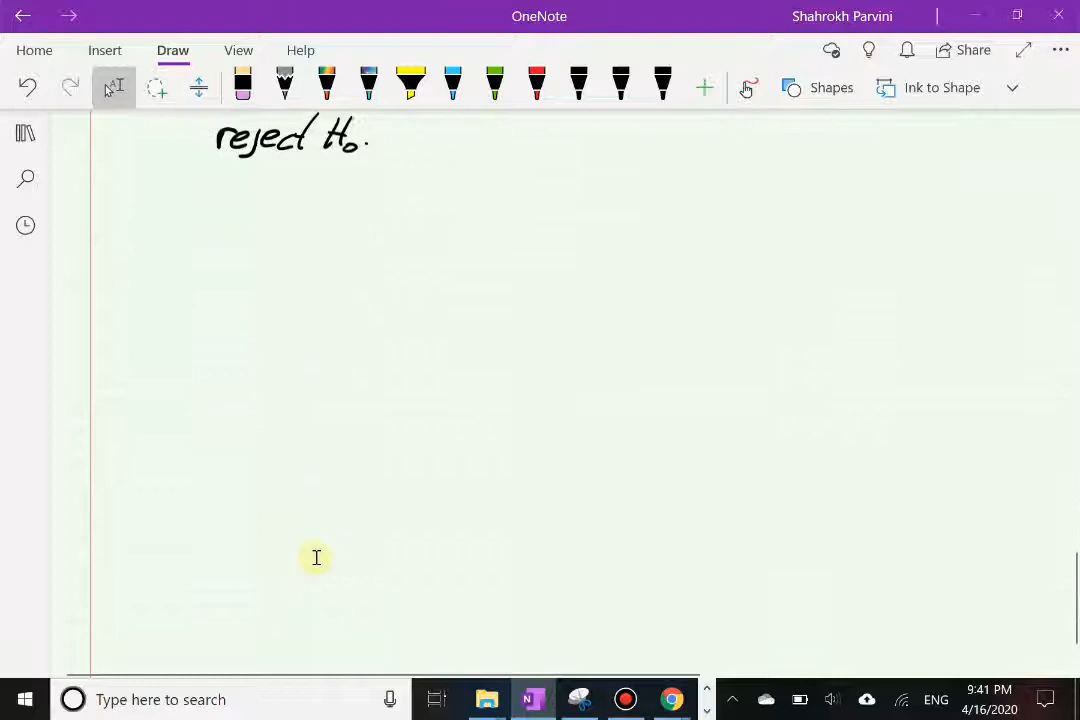 OneNote
Shahrokh Parvini
Home Insert Draw View Help
Share
Shapes
Ink to Shape
reject H₀.
Type here to search
ENG
9:41 PM
4/16/2020